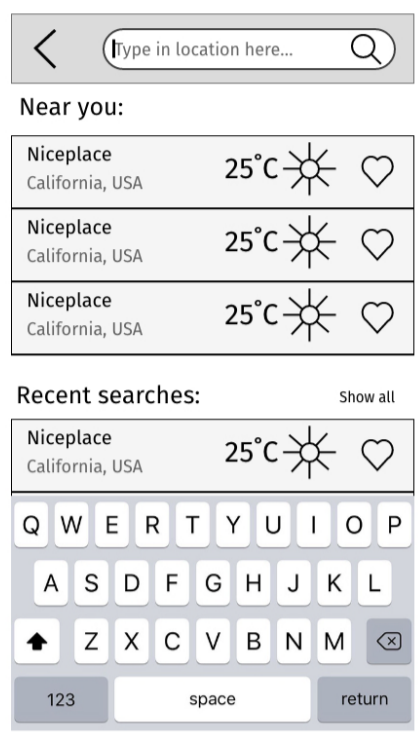 Type in location here...
Near you:
Niceplace
25°C
California, USA
Niceplace
25°C
California, USA
Niceplace
25°C
California, USA
Recent searches:
Show all
Niceplace
25°C
California, USA
Q W E R T Y U I O P
A S D F G H J K L
Z X C V B N M
123 space return